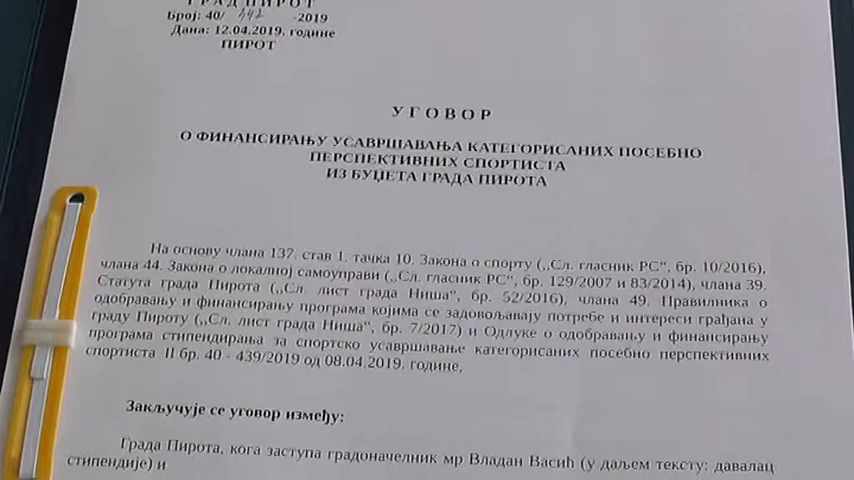 ГРАД ПИРОТ
Број: 40/ 442 -2019
Дана: 12.04.2019. године
ПИРОТ
УГОВОР
О ФИНАНСИРАЊУ УСАВРШАВАЊА КАТЕГОРИСАНИХ ПОСЕБНО
ПЕРСПЕКТИВНИХ СПОРТИСТА
ИЗ БУЏЕТА ГРАДА ПИРОТА
На основу члана 137. став 1. тачка 10. Закона о спорту (,,Сл. гласник РС“, бр. 10/2016),
члана 44. Закона о локалној самоуправи (,,Сл. гласник РС“, бр. 129/2007 и 83/2014), члана 39.
Статута града Пирота (,,Сл. лист града Ниша“, бр. 52/2016), члана 49. Правилника о
одобравању и финансирању програма којима се задовољавају потребе и интереси грађана у
граду Пироту (,,Сл. лист града Ниша“, бр. 7/2017) и Одлуке о одобравању и финансирању
програма стипендирања за спортско усавршавање категорисаних посебно перспективних
спортиста II бр. 40 - 439/2019 од 08.04.2019. године,
Закључује се уговор између:
Града Пирота, кога заступа градоначелник мр Владан Васић (у даљем тексту: давалац
стипендије) и